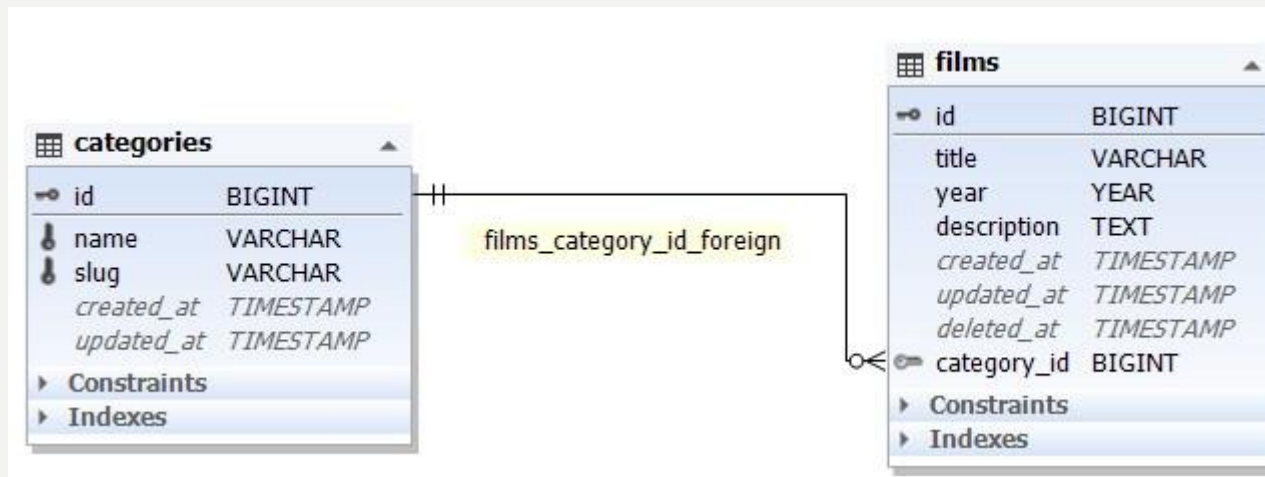 categories
id BIGINT
name VARCHAR
slug VARCHAR
created_at TIMESTAMP
updated_at TIMESTAMP
Constraints
Indexes
films_category_id_foreign
films
id BIGINT
title VARCHAR
year YEAR
description TEXT
created_at TIMESTAMP
updated_at TIMESTAMP
deleted_at TIMESTAMP
category_id BIGINT
Constraints
Indexes